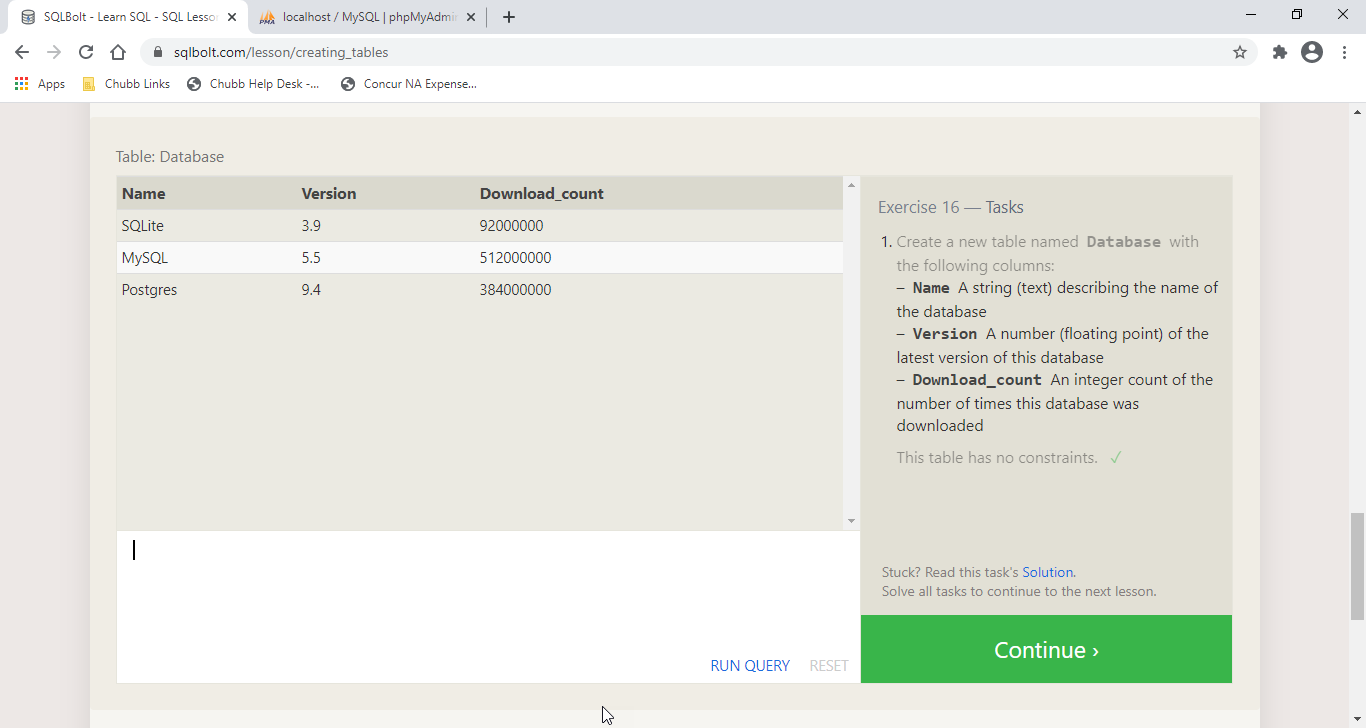 SQLBolt - Learn SQL - SQL Lesson
localhost / MySQL | phpMyAdmin
sqlbolt.com/lesson/creating_tables
Apps
Chubb Links
Chubb Help Desk -...
Concur NA Expense...
Table: Database
Name Version Download_count
SQLite 3.9 92000000
MySQL 5.5 512000000
Postgres 9.4 384000000
Exercise 16 — Tasks
1. Create a new table named Database with
the following columns:
– Name A string (text) describing the name of
the database
– Version A number (floating point) of the
latest version of this database
– Download_count An integer count of the
number of times this database was
downloaded
This table has no constraints. ✓
Stuck? Read this task's Solution.
Solve all tasks to continue to the next lesson.
RUN QUERY RESET
Continue ›